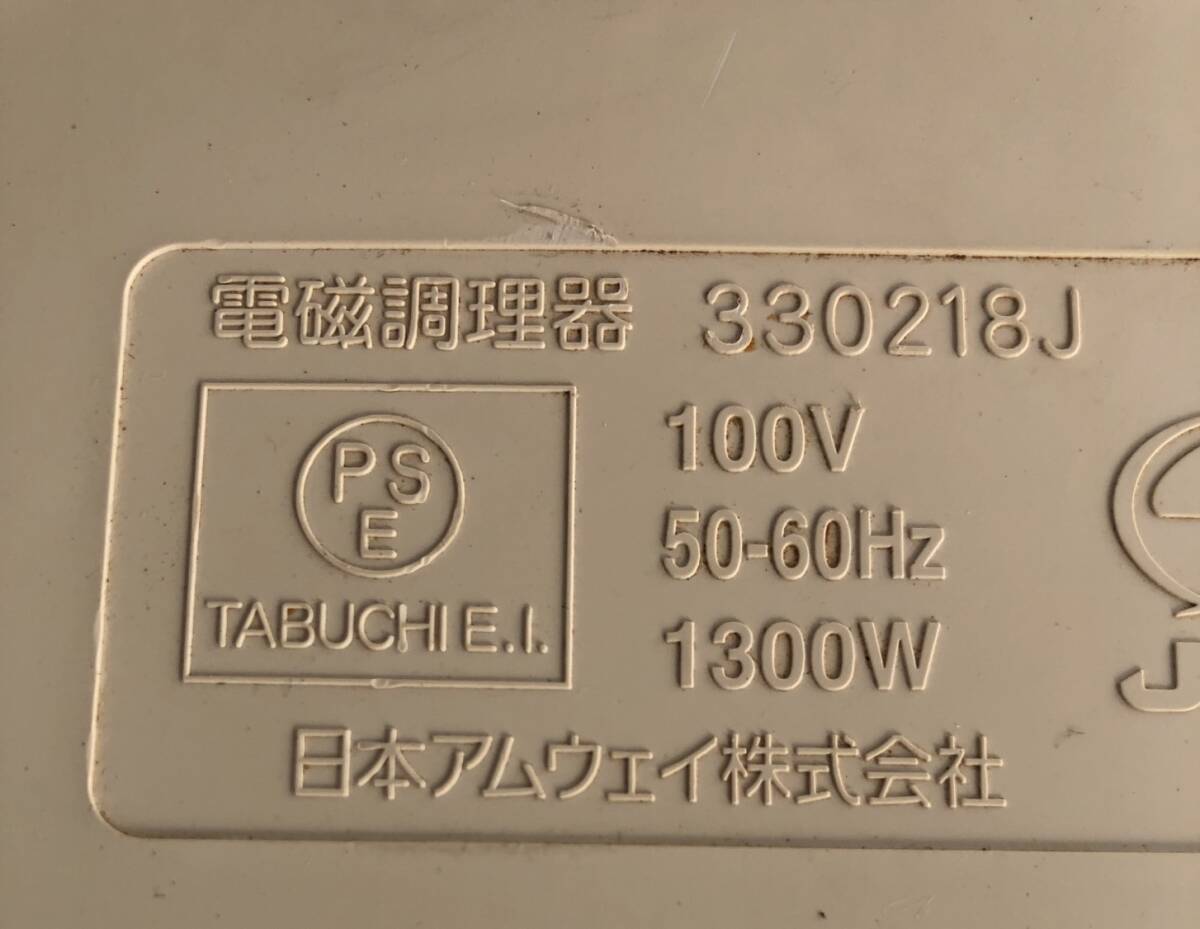 電磁調理器 330218J
PS
E
TABUCHI E.I.
100V
50-60Hz
1300W
日本アムウェイ株式会社